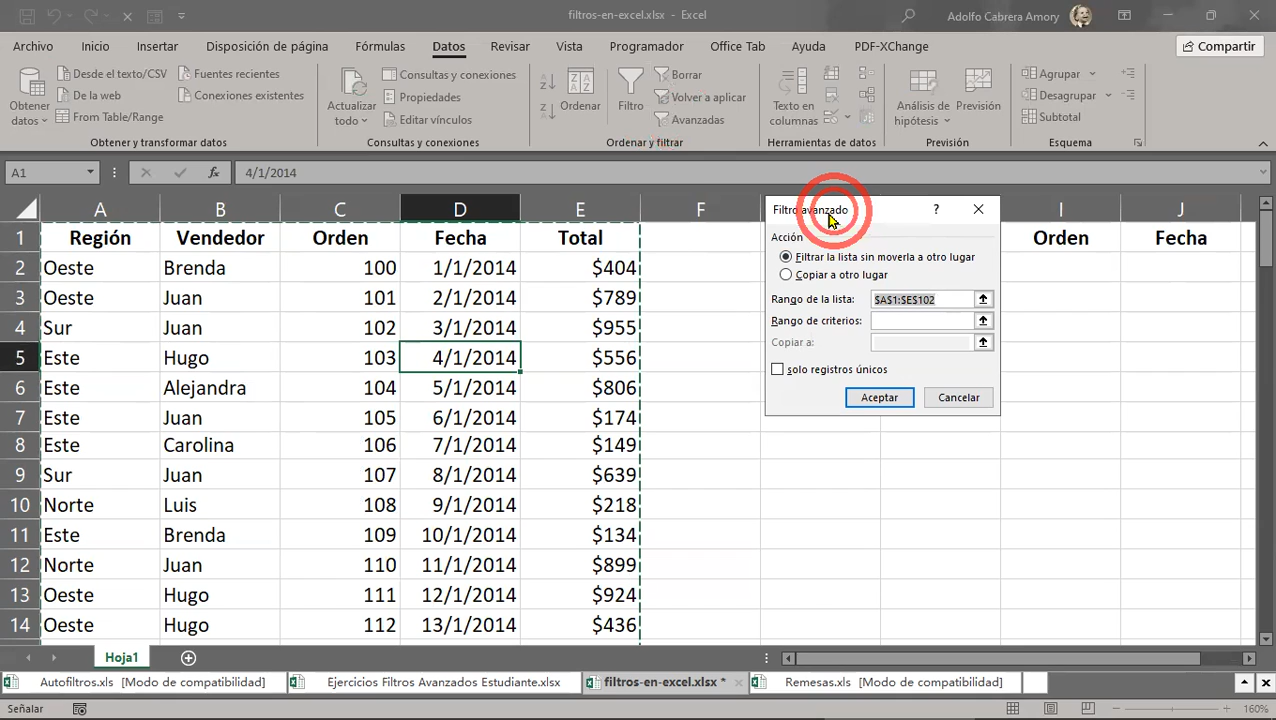 filtros-en-excel.xlsx - Excel
Adolfo Cabrera Amory
Archivo Inicio Insertar Disposición de página Fórmulas Datos Revisar Vista Programador Office Tab Ayuda PDF-XChange Compartir
Obtener datos
Desde el texto/CSV
De la web
From Table/Range
Fuentes recientes
Conexiones existentes
Obtener y transformar datos
Actualizar todo
Consultas y conexiones
Propiedades
Editar vínculos
Consultas y conexiones
Ordenar
Filtro
Borrar
Volver a aplicar
Avanzadas
Ordenar y filtrar
Texto en columnas
Herramientas de datos
Análisis de hipótesis
Previsión
Previsión
Agrupar
Desagrupar
Subtotal
Esquema
A1 fx 4/1/2014
A B C D E F I J
1 Región Vendedor Orden Fecha Total Orden Fecha
2 Oeste Brenda 100 1/1/2014 $404
3 Oeste Juan 101 2/1/2014 $789
4 Sur Juan 102 3/1/2014 $955
5 Este Hugo 103 4/1/2014 $556
6 Este Alejandra 104 5/1/2014 $806
7 Este Juan 105 6/1/2014 $174
8 Este Carolina 106 7/1/2014 $149
9 Sur Juan 107 8/1/2014 $639
10 Norte Luis 108 9/1/2014 $218
11 Este Brenda 109 10/1/2014 $134
12 Norte Juan 110 11/1/2014 $899
13 Oeste Hugo 111 12/1/2014 $924
14 Oeste Hugo 112 13/1/2014 $436
Filtro avanzado ?
Acción
Filtrar la lista sin moverla a otro lugar
Copiar a otro lugar
Rango de la lista: $A$1:$E$102
Rango de criterios:
Copiar a:
solo registros únicos
Aceptar Cancelar
Hoja1
Autofiltros.xls [Modo de compatibilidad] Ejercicios Filtros Avanzados Estudiante.xlsx filtros-en-excel.xlsx * Remesas.xls [Modo de compatibilidad]
Señalar 160%